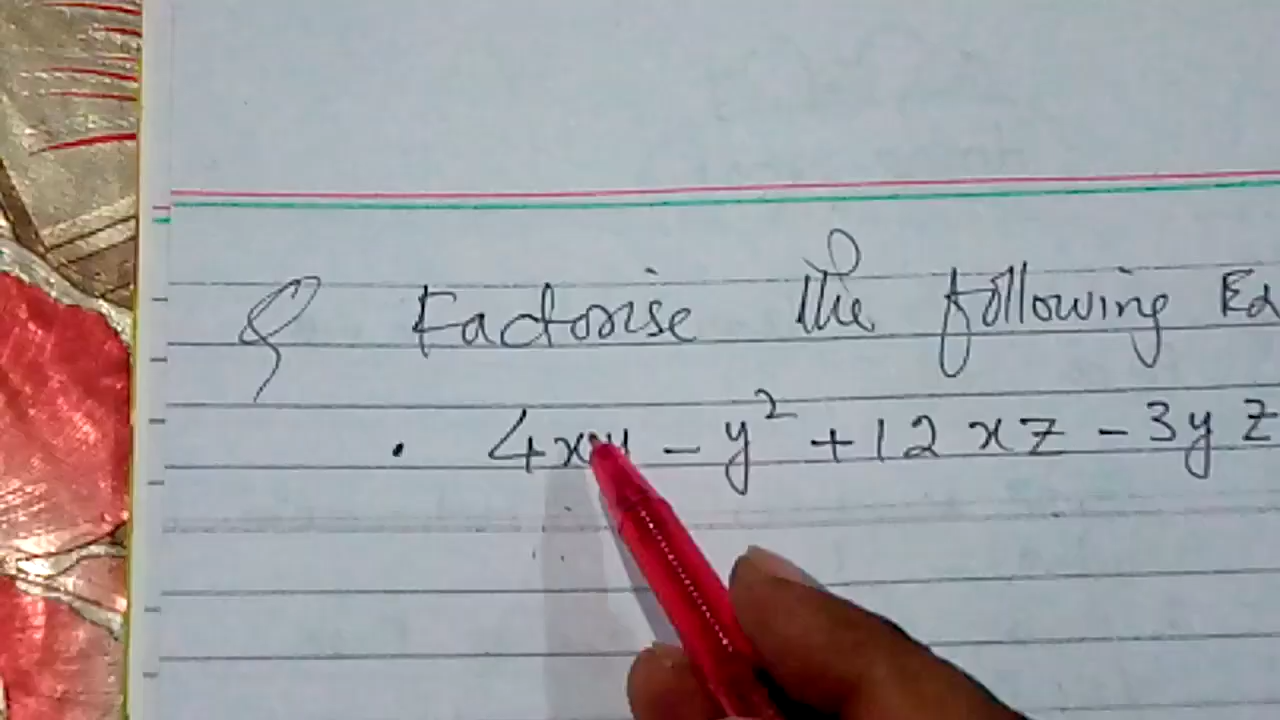 Q Factorise the following
. 4xy - y² + 12xz - 3yz